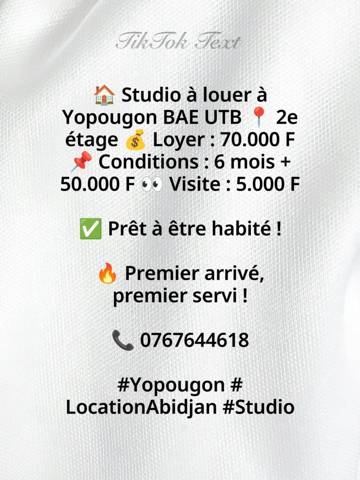 TikTok Text
🏠 Studio à louer à
Yopougon BAE UTB 📍 2e
étage 💰 Loyer : 70.000 F
📌 Conditions : 6 mois +
50.000 F 👀 Visite : 5.000 F
✅ Prêt à être habité !
🔥 Premier arrivé,
premier servi !
📞 0767644618
#Yopougon #
LocationAbidjan #Studio